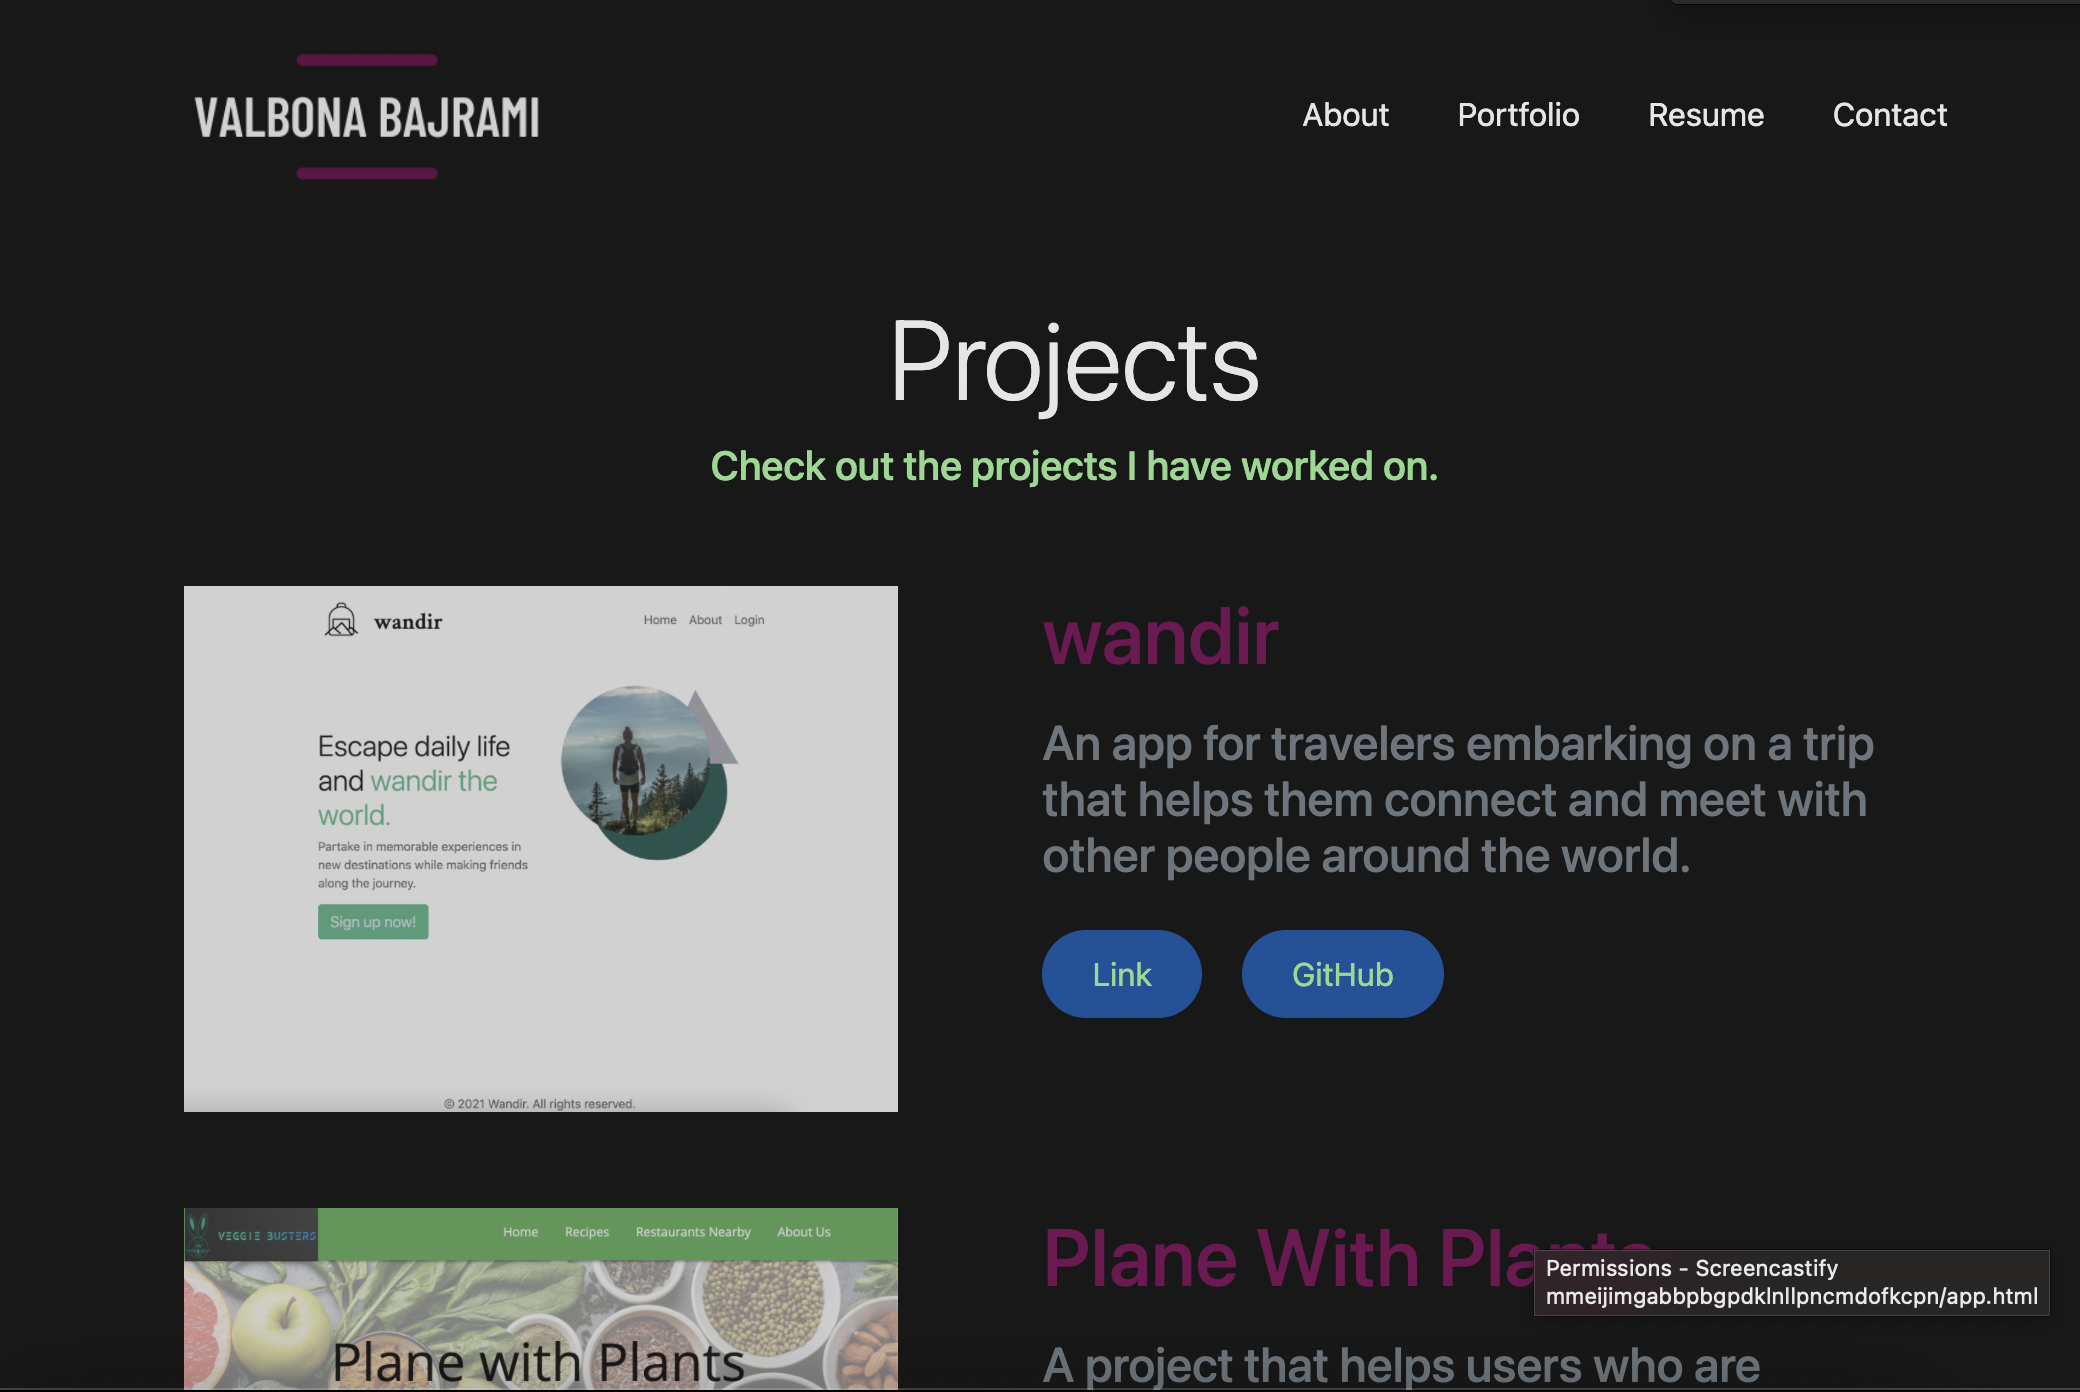 VALBONA BAJRAMI
About Portfolio Resume Contact
Projects
Check out the projects I have worked on.
wandir
Home About Login
Escape daily life
and wandir the
world.
Partake in memorable experiences in
new destinations while making friends
along the journey.
Sign up now!
© 2021 Wandir. All rights reserved.
wandir
An app for travelers embarking on a trip
that helps them connect and meet with
other people around the world.
Link GitHub
VEGGIE BUSTERS
Home Recipes Restaurants Nearby About Us
Plane with Plants
Plane With Plants
Permissions - Screencastify
mmeijimgabbpbgpdklnllpncmdofkcpn/app.html
A project that helps users who are